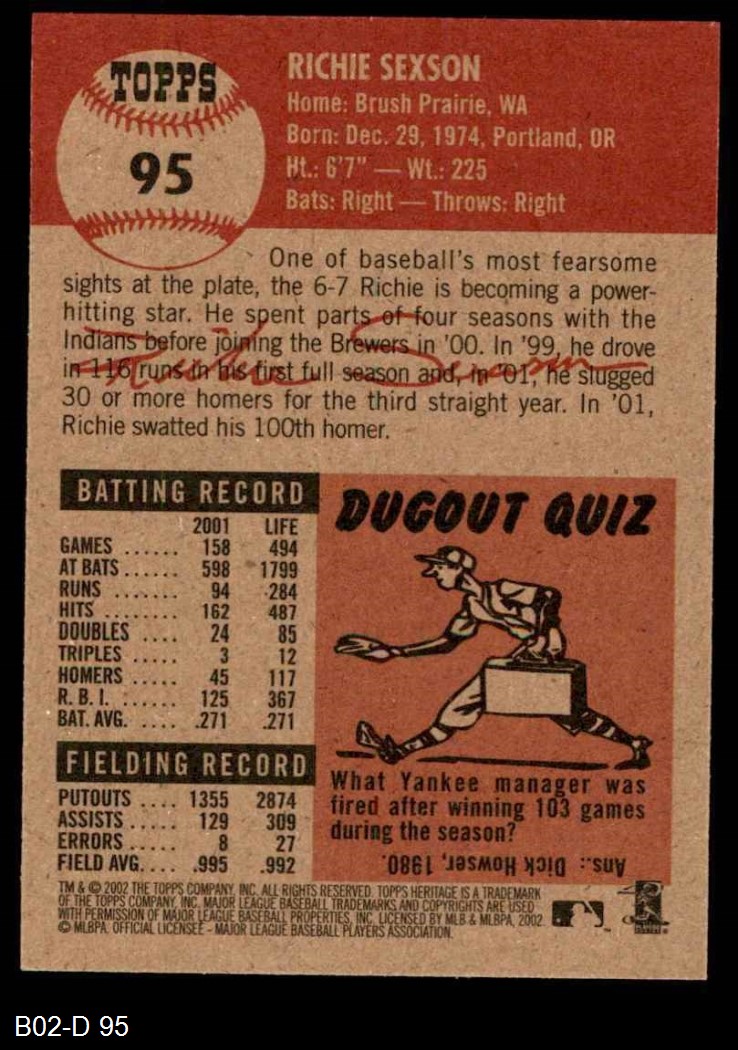 TOPPS
95
RICHIE SEXSON
Home: Brush Prairie, WA
Born: Dec. 29, 1974, Portland, OR
Ht.: 6'7" — Wt.: 225
Bats: Right — Throws: Right
One of baseball's most fearsome
sights at the plate, the 6-7 Richie is becoming a power-
hitting star. He spent parts of four seasons with the
Indians before joining the Brewers in '00. In '99, he drove
in 116 runs in his first full season and, in '01, he slugged
30 or more homers for the third straight year. In '01,
Richie swatted his 100th homer.
Richie Sexson
BATTING RECORD
2001 LIFE
GAMES ...... 158 494
AT BATS ...... 598 1799
RUNS ....... 94 284
HITS ........ 162 487
DOUBLES .... 24 85
TRIPLES ..... 3 12
HOMERS ..... 45 117
R. B. I. ...... 125 367
BAT. AVG. .... .271 .271
FIELDING RECORD
PUTOUTS .... 1355 2874
ASSISTS ..... 129 309
ERRORS ..... 8 27
FIELD AVG. ... .995 .992
DUGOUT QUIZ
What Yankee manager was
fired after winning 103 games
during the season?
Ans.: Dick Howser, 1980.
TM & © 2002 THE TOPPS COMPANY, INC. ALL RIGHTS RESERVED. TOPPS HERITAGE IS A TRADEMARK
OF THE TOPPS COMPANY, INC. MAJOR LEAGUE BASEBALL TRADEMARKS AND COPYRIGHTS ARE USED
WITH PERMISSION OF MAJOR LEAGUE BASEBALL PROPERTIES, INC. LICENSED BY MLB & MLBPA, 2002
© MLBPA. OFFICIAL LICENSEE - MAJOR LEAGUE BASEBALL PLAYERS ASSOCIATION.
B02-D 95